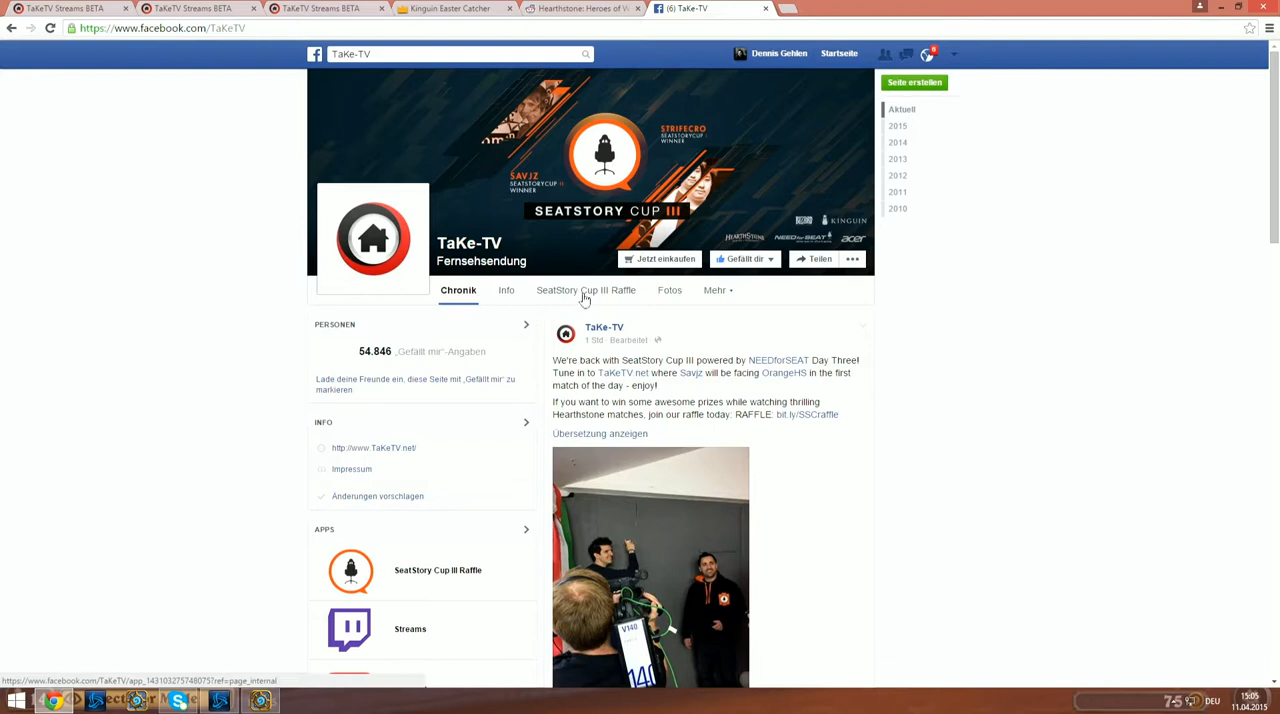 TaKeTV Streams BETA
TaKeTV Streams BETA
TaKeTV Streams BETA
Kinguin Easter Catcher
Hearthstone: Heroes of W
(6) TaKe-TV
https://www.facebook.com/TaKeTV
TaKe-TV
Dennis Gehlen
Startseite
6
Seite erstellen
Aktuell
2015
2014
2013
2012
2011
2010
STRIFECRO
SEATSTORYCUP I
WINNER
SAVJZ
SEATSTORYCUP II
WINNER
SEATSTORY CUP III
BLIZZARD
KINGUIN
HEARTHSTONE
NEEDforSEAT
acer
TaKe-TV
Fernsehsendung
Jetzt einkaufen
Gefällt dir
Teilen
Chronik
Info
SeatStory Cup III Raffle
Fotos
Mehr
PERSONEN
54.846 „Gefällt mir"-Angaben
Lade deine Freunde ein, diese Seite mit „Gefällt mir" zu
markieren
INFO
http://www.TaKeTV.net/
Impressum
Änderungen vorschlagen
APPS
SeatStory Cup III Raffle
Streams
TaKe-TV
1 Std · Bearbeitet
We're back with SeatStory Cup III powered by NEEDforSEAT Day Three!
Tune in to TaKeTV.net where Savjz will be facing OrangeHS in the first
match of the day - enjoy!
If you want to win some awesome prizes while watching thrilling
Hearthstone matches, join our raffle today: RAFFLE: bit.ly/SSCraffle
Übersetzung anzeigen
V140
https://www.facebook.com/TaKeTV/app_143103275748075?ref=page_internal
DEU
15:05
11.04.2015